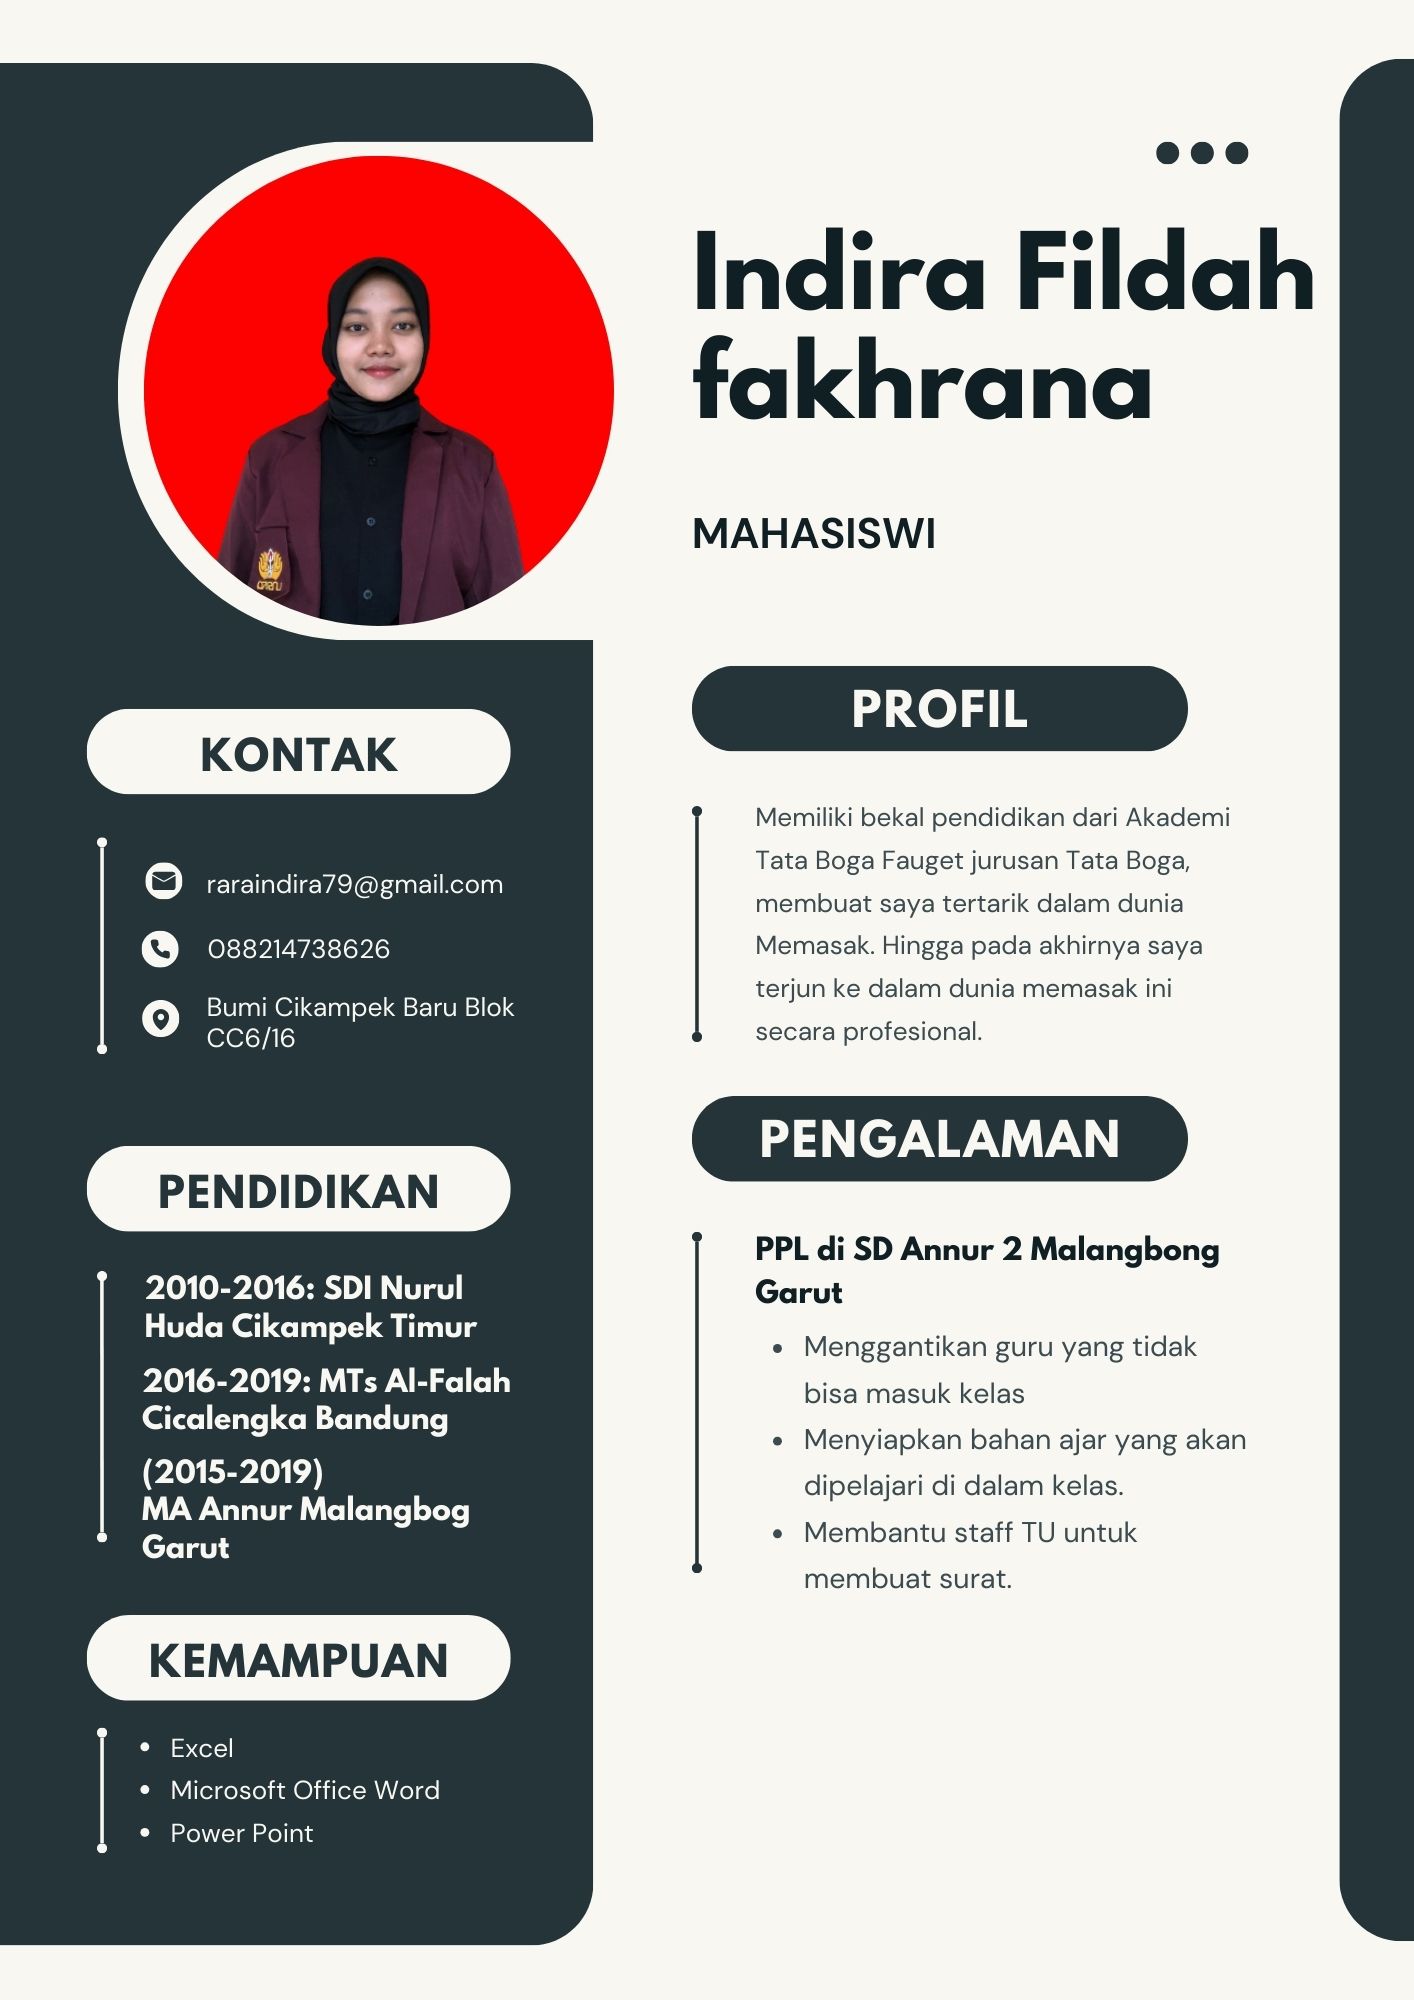 Indira Fildah
fakhrana
MAHASISWI
KONTAK
raraindira79@gmail.com
088214738626
Bumi Cikampek Baru Blok
CC6/16
PENDIDIKAN
2010-2016: SDI Nurul
Huda Cikampek Timur
2016-2019: MTs Al-Falah
Cicalengka Bandung
(2015-2019)
MA Annur Malangbog
Garut
KEMAMPUAN
• Excel
• Microsoft Office Word
• Power Point
PROFIL
Memiliki bekal pendidikan dari Akademi
Tata Boga Fauget jurusan Tata Boga,
membuat saya tertarik dalam dunia
Memasak. Hingga pada akhirnya saya
terjun ke dalam dunia memasak ini
secara profesional.
PENGALAMAN
PPL di SD Annur 2 Malangbong
Garut
• Menggantikan guru yang tidak
bisa masuk kelas
• Menyiapkan bahan ajar yang akan
dipelajari di dalam kelas.
• Membantu staff TU untuk
membuat surat.